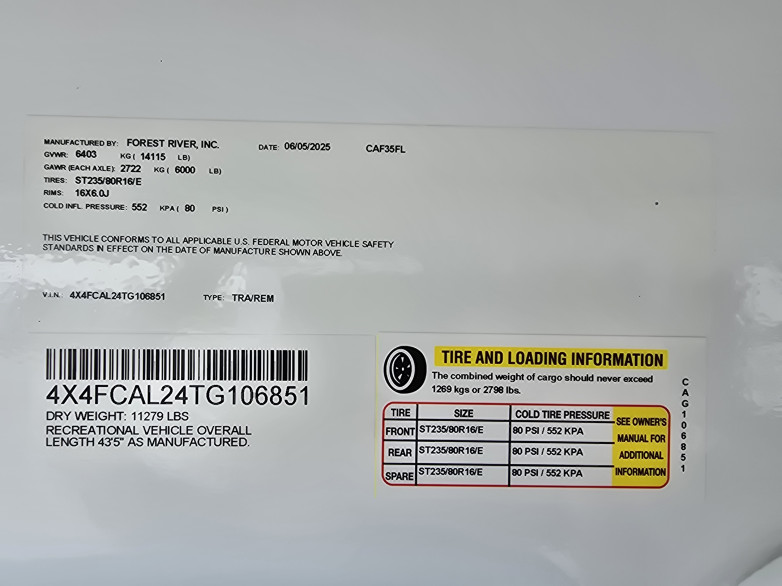 MANUFACTURED BY: FOREST RIVER, INC. DATE: 06/05/2025 CAF35FL
GVWR: 6403 KG ( 14115 LB)
GAWR (EACH AXLE): 2722 KG ( 6000 LB)
TIRES: ST235/80R16/E
RIMS: 16X6.0J
COLD INFL. PRESSURE: 552 KPA ( 80 PSI )
THIS VEHICLE CONFORMS TO ALL APPLICABLE U.S. FEDERAL MOTOR VEHICLE SAFETY
STANDARDS IN EFFECT ON THE DATE OF MANUFACTURE SHOWN ABOVE.
V.I.N.: 4X4FCAL24TG106851 TYPE: TRA/REM
4X4FCAL24TG106851
DRY WEIGHT: 11279 LBS
RECREATIONAL VEHICLE OVERALL
LENGTH 43'5" AS MANUFACTURED.
TIRE AND LOADING INFORMATION
The combined weight of cargo should never exceed
1269 kgs or 2798 lbs.
TIRE SIZE COLD TIRE PRESSURE
FRONT ST235/80R16/E 80 PSI / 552 KPA
REAR ST235/80R16/E 80 PSI / 552 KPA
SPARE ST235/80R16/E 80 PSI / 552 KPA
SEE OWNER'S
MANUAL FOR
ADDITIONAL
INFORMATION
CAG106851